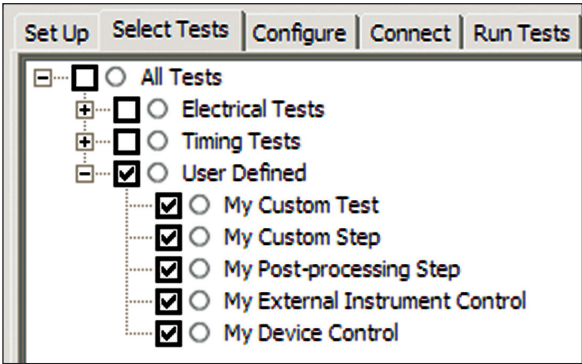 Set Up Select Tests Configure Connect Run Tests
All Tests
Electrical Tests
Timing Tests
User Defined
My Custom Test
My Custom Step
My Post-processing Step
My External Instrument Control
My Device Control